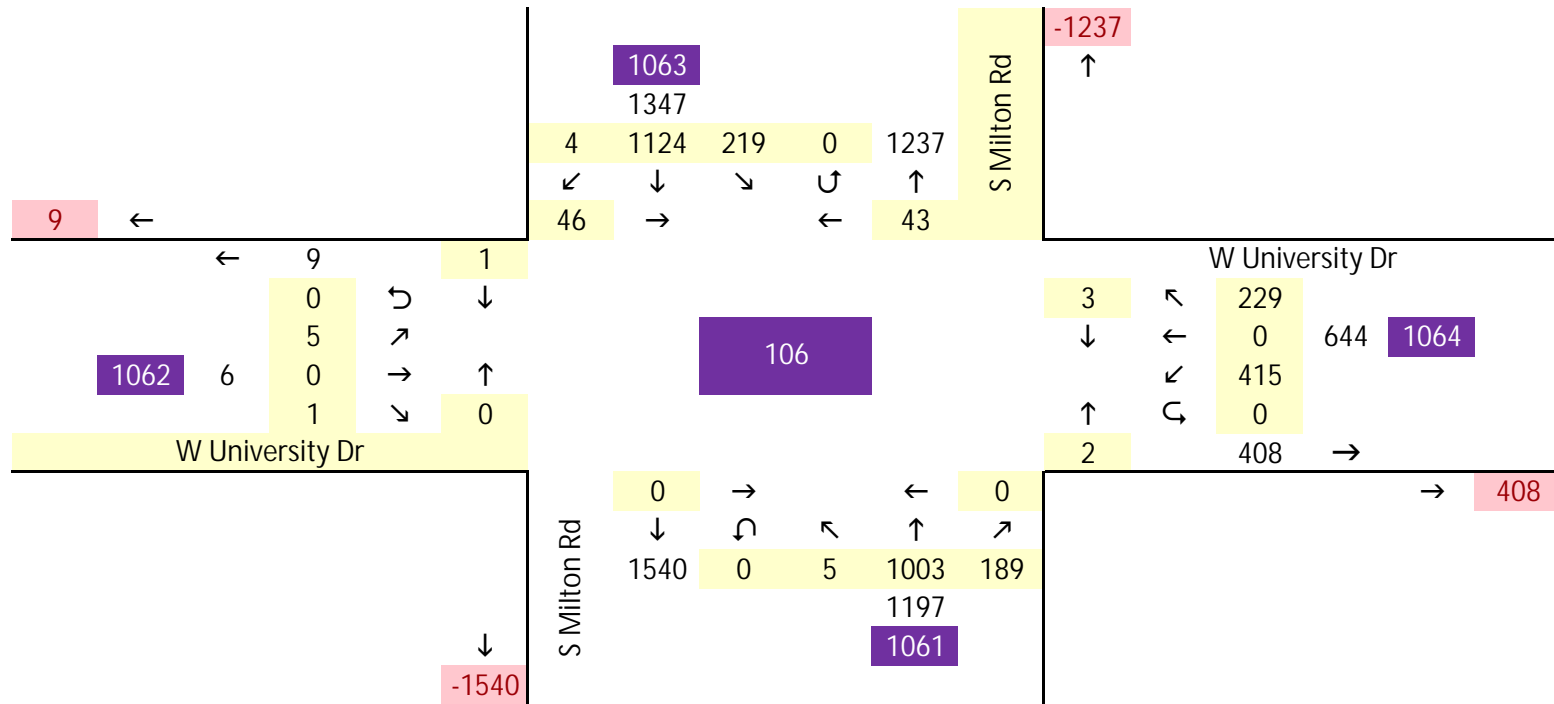 -1237
1063 ↑
1347
4 1124 219 0 1237
↙ ↓ ↘ ⮍ ↑
S Milton Rd
9 ← 46 → ← 43
← 9 1 W University Dr
0 ⮌ ↓ 3 ↖ 229
5 ↗ ↓ ← 0 644 1064
106
1062 6 0 → ↑ ↙ 415
1 ↘ 0 ↑ ⮎ 0
W University Dr 2 408 →
0 → ← 0 → 408
↓ ⮏ ↖ ↑ ↗
S Milton Rd
1540 0 5 1003 189
1197
↓ 1061
-1540